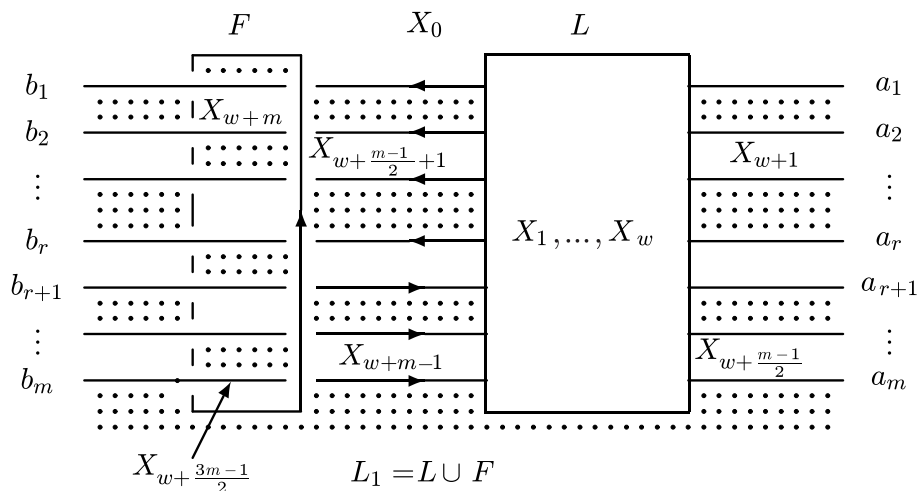 F X_0 L
b_1 a_1
X_{w+m}
b_2 a_2
X_{w+\frac{m-1}{2}+1} X_{w+1}
⋮ ⋮
b_r X_1,...,X_w a_r
b_{r+1} a_{r+1}
⋮ ⋮
X_{w+m-1} X_{w+\frac{m-1}{2}}
b_m a_m
X_{w+\frac{3m-1}{2}} L_1 = L ∪ F